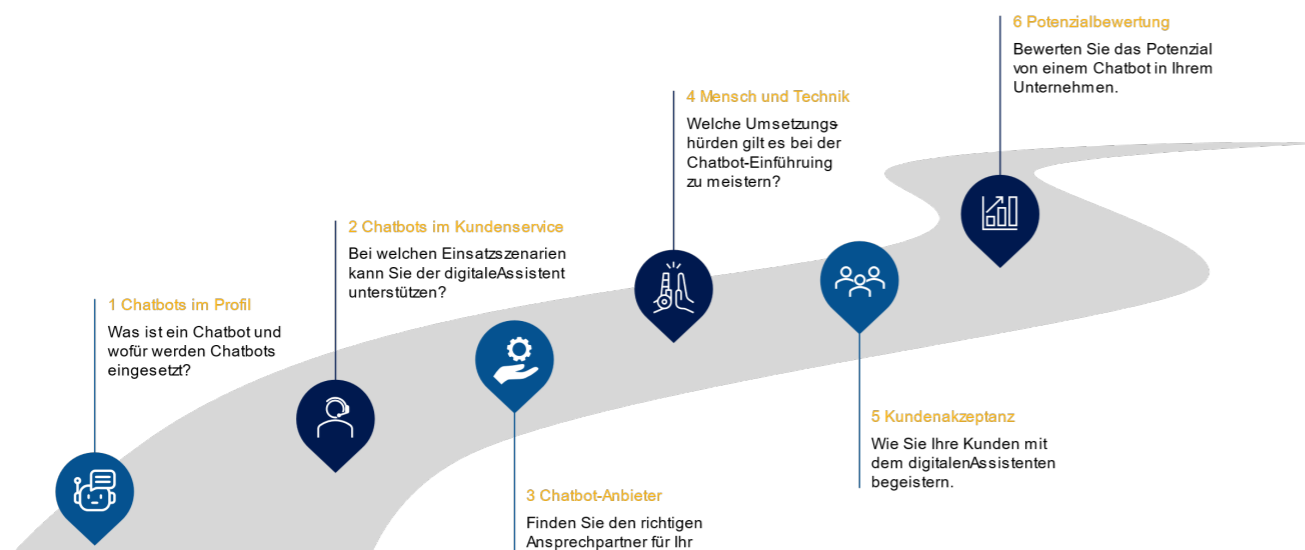 1 Chatbots im Profil
Was ist ein Chatbot und
wofür werden Chatbots
eingesetzt?
2 Chatbots im Kundenservice
Bei welchen Einsatzszenarien
kann Sie der digitaleAssistent
unterstützen?
3 Chatbot-Anbieter
Finden Sie den richtigen
Ansprechpartner für Ihr
4 Mensch und Technik
Welche Umsetzungs-
hürden gilt es bei der
Chatbot-Einführung
zu meistern?
5 Kundenakzeptanz
Wie Sie Ihre Kunden mit
dem digitalenAssistenten
begeistern.
6 Potenzialbewertung
Bewerten Sie das Potenzial
von einem Chatbot in Ihrem
Unternehmen.